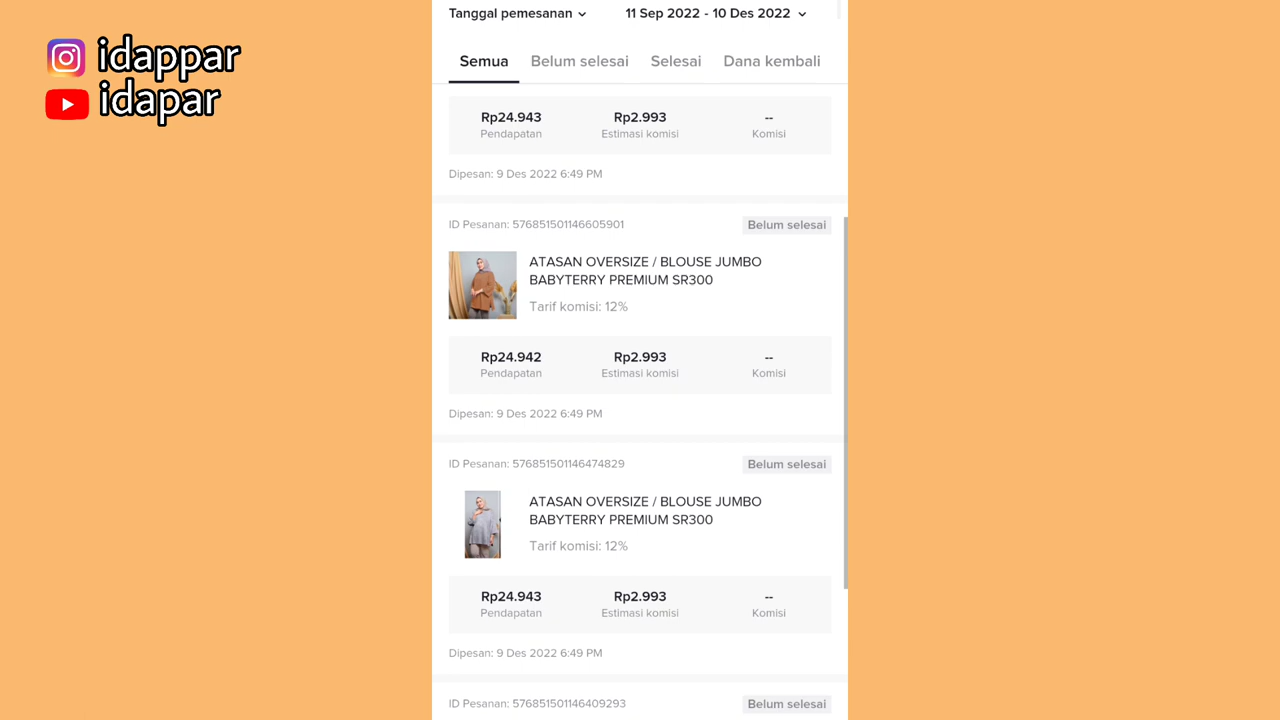 idappar
idapar
Tanggal pemesanan
11 Sep 2022 - 10 Des 2022
Semua
Belum selesai
Selesai
Dana kembali
Rp24.943
Rp2.993
--
Pendapatan
Estimasi komisi
Komisi
Dipesan: 9 Des 2022 6:49 PM
ID Pesanan: 576851501146605901
Belum selesai
ATASAN OVERSIZE / BLOUSE JUMBO
BABYTERRY PREMIUM SR300
Tarif komisi: 12%
Rp24.942
Rp2.993
--
Pendapatan
Estimasi komisi
Komisi
Dipesan: 9 Des 2022 6:49 PM
ID Pesanan: 576851501146474829
Belum selesai
ATASAN OVERSIZE / BLOUSE JUMBO
BABYTERRY PREMIUM SR300
Tarif komisi: 12%
Rp24.943
Rp2.993
--
Pendapatan
Estimasi komisi
Komisi
Dipesan: 9 Des 2022 6:49 PM
ID Pesanan: 576851501146409293
Belum selesai